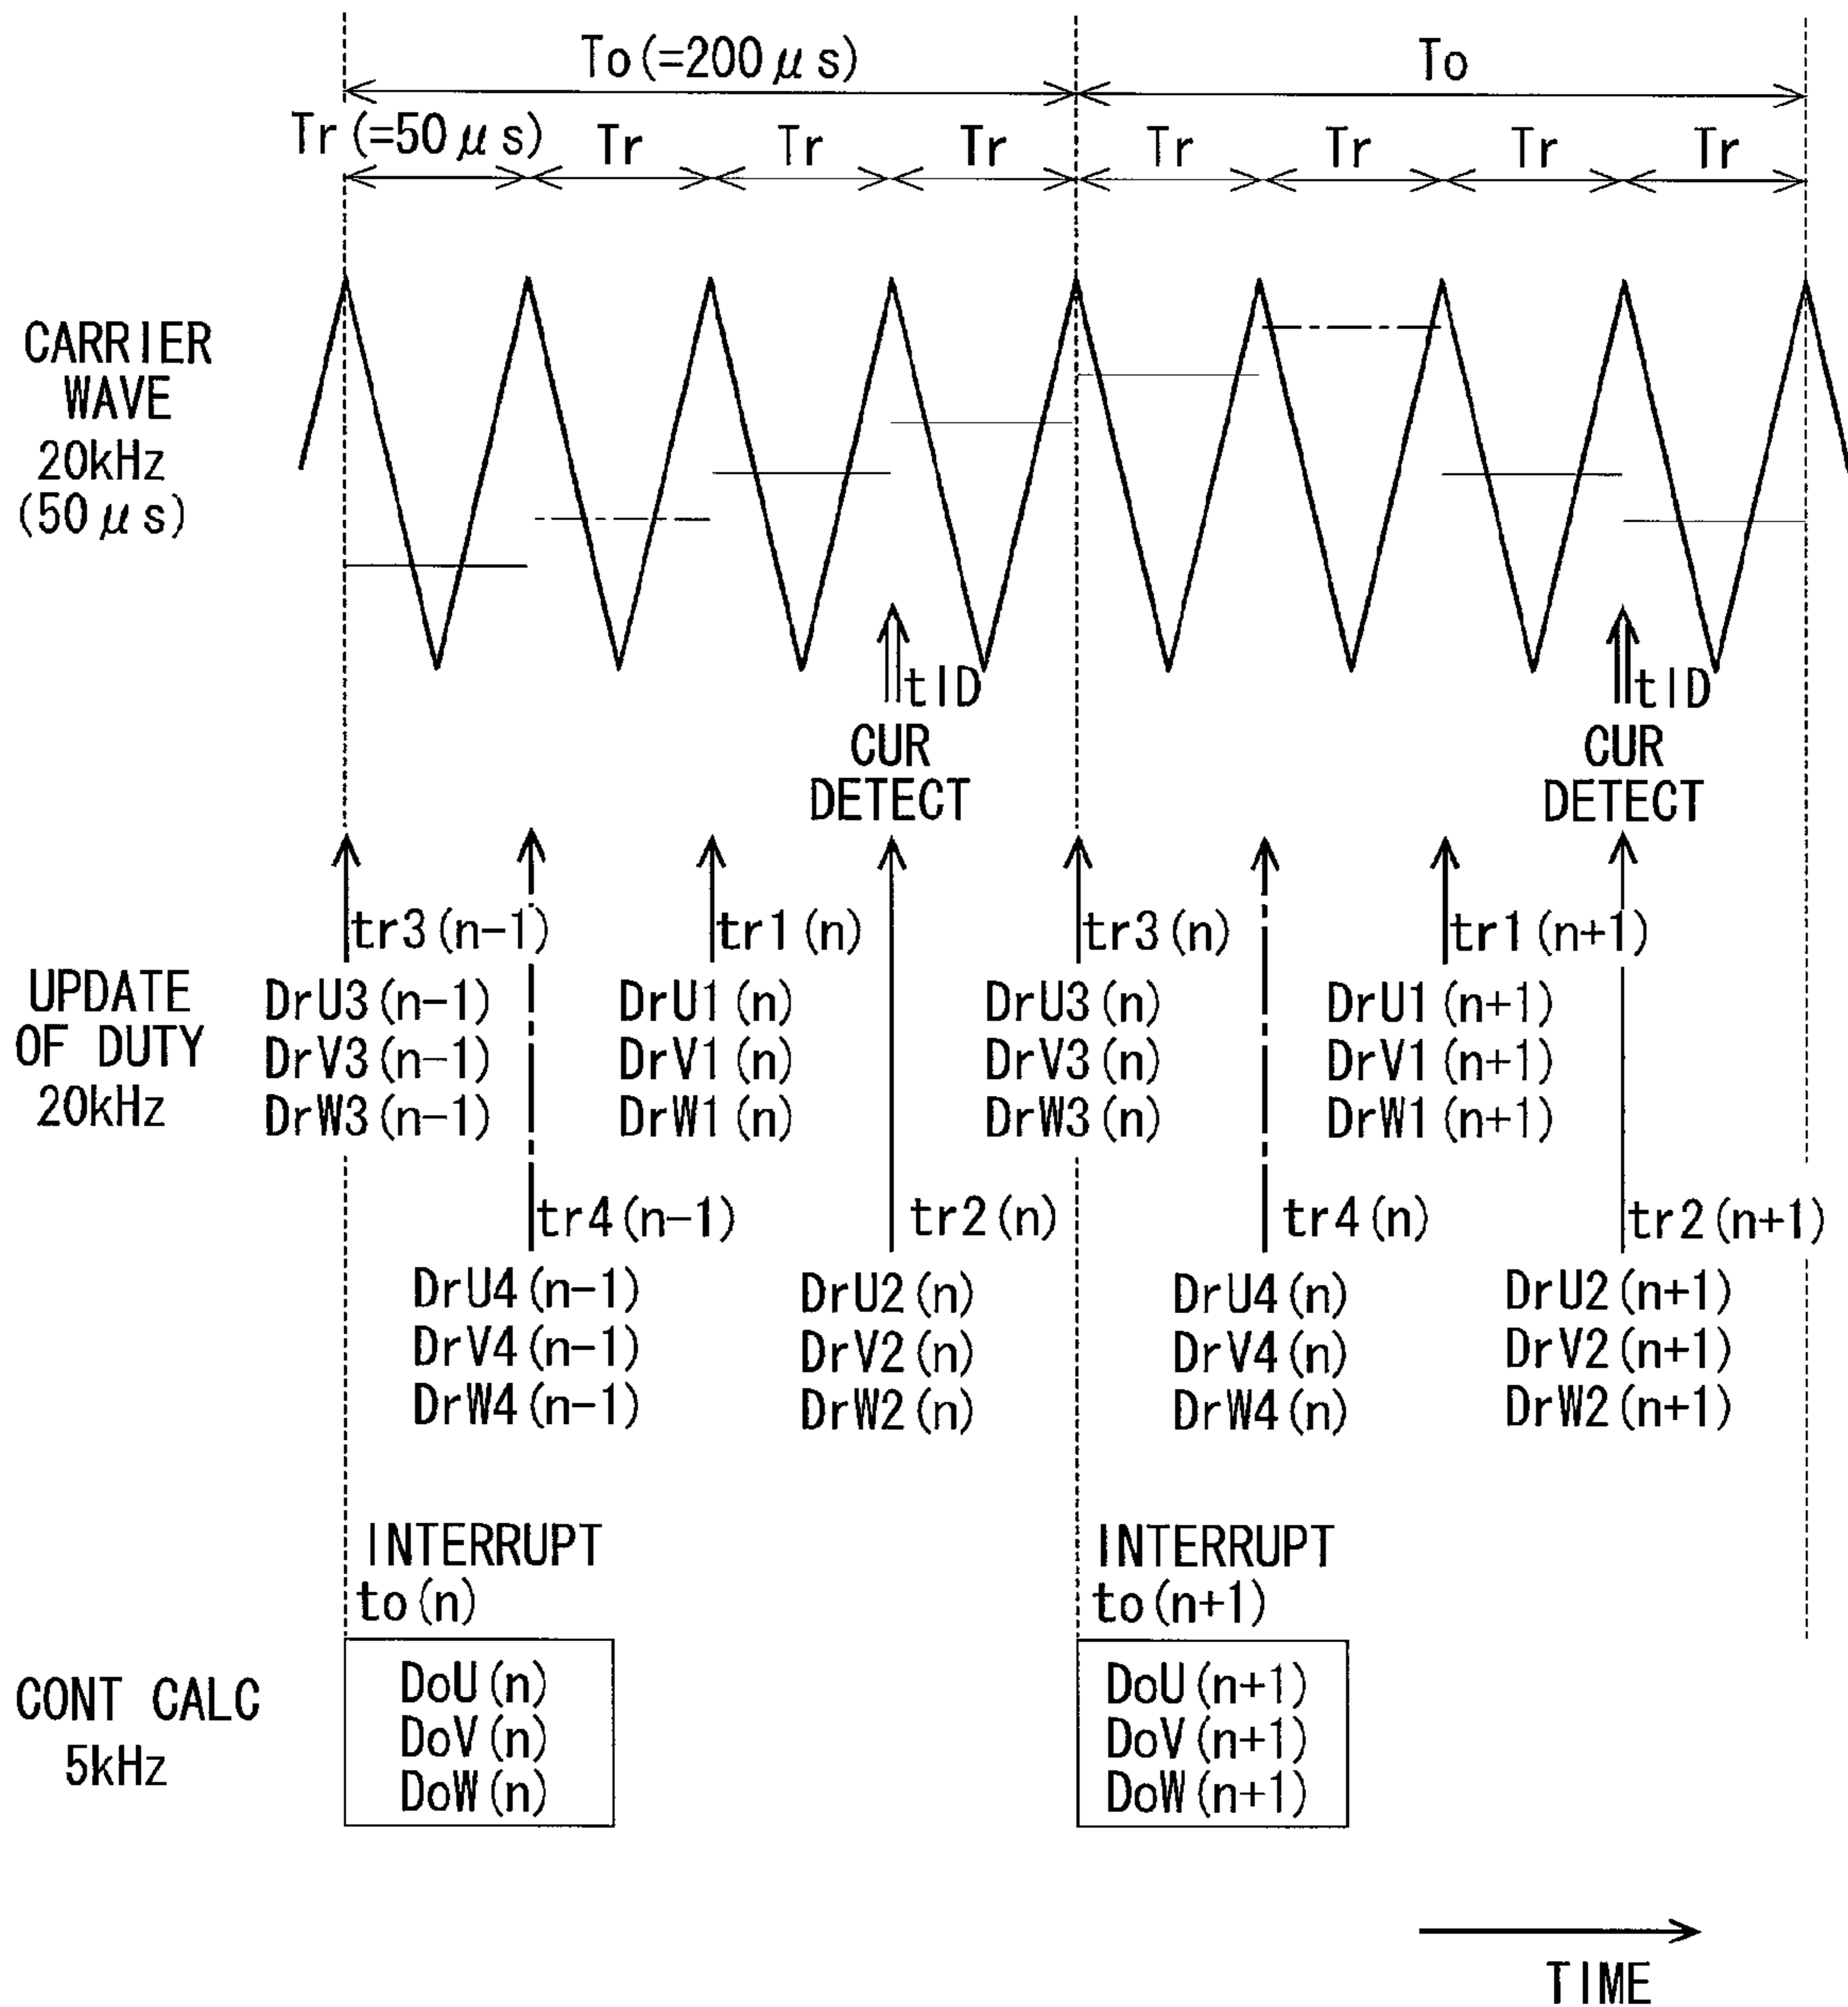 To(=200μs)
To
Tr(=50μs)
Tr
Tr
Tr
Tr
Tr
Tr
Tr
CARRIER
WAVE
20kHz
(50μs)
tID
CUR
DETECT
tID
CUR
DETECT
UPDATE
OF DUTY
20kHz
tr3(n-1)
DrU3(n-1)
DrV3(n-1)
DrW3(n-1)
tr1(n)
DrU1(n)
DrV1(n)
DrW1(n)
tr3(n)
DrU3(n)
DrV3(n)
DrW3(n)
tr1(n+1)
DrU1(n+1)
DrV1(n+1)
DrW1(n+1)
tr4(n-1)
DrU4(n-1)
DrV4(n-1)
DrW4(n-1)
tr2(n)
DrU2(n)
DrV2(n)
DrW2(n)
tr4(n)
DrU4(n)
DrV4(n)
DrW4(n)
tr2(n+1)
DrU2(n+1)
DrV2(n+1)
DrW2(n+1)
INTERRUPT
to(n)
INTERRUPT
to(n+1)
CONT CALC
5kHz
DoU(n)
DoV(n)
DoW(n)
DoU(n+1)
DoV(n+1)
DoW(n+1)
TIME